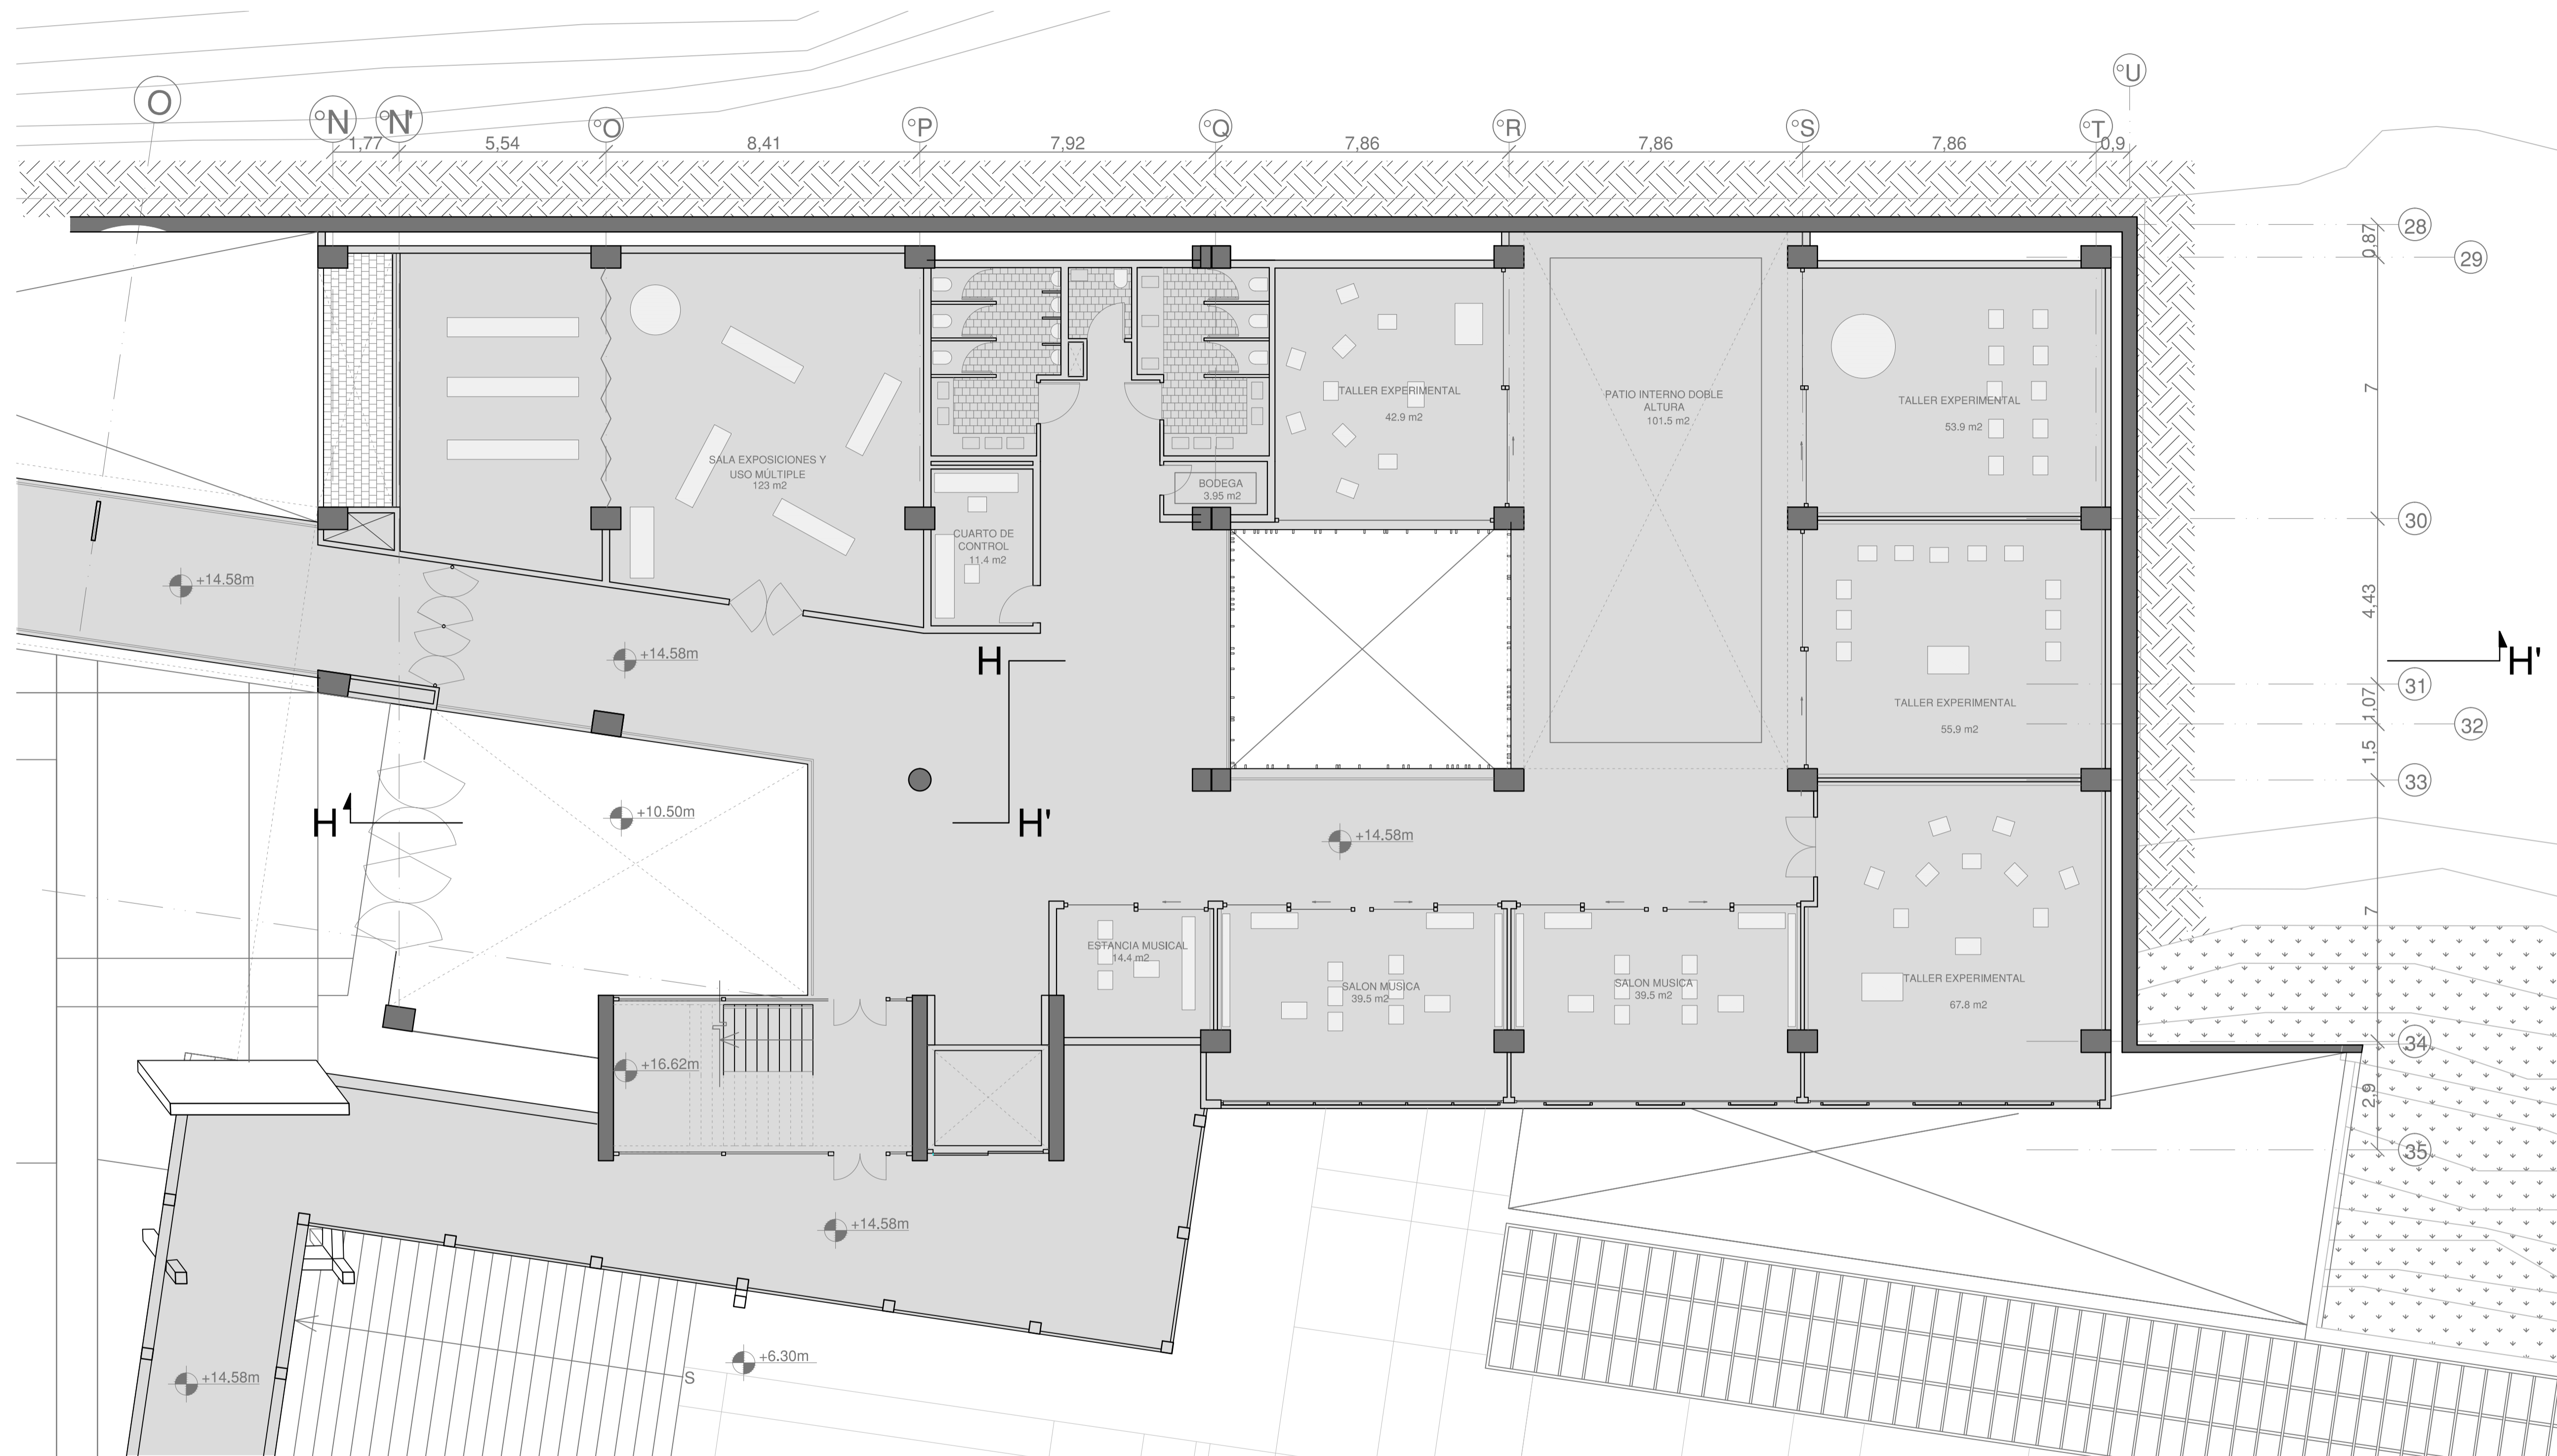 O
°N
°N'
°O
°P
°Q
°R
°S
°T
°U
1,77
5,54
8,41
7,92
7,86
7,86
7,86
0,9
28
0,87
29
7
30
4,43
31
1,07
32
1,5
33
7
34
2,9
35
SALA EXPOSICIONES Y
USO MÚLTIPLE
123 m2
CUARTO DE
CONTROL
11.4 m2
BODEGA
3.95 m2
TALLER EXPERIMENTAL
42.9 m2
PATIO INTERNO DOBLE
ALTURA
101.5 m2
TALLER EXPERIMENTAL
53.9 m2
TALLER EXPERIMENTAL
55.9 m2
+14.58m
+14.58m
H
H'
H
H'
+10.50m
+14.58m
ESTANCIA MUSICAL
14.4 m2
SALON MUSICA
39.5 m2
SALON MUSICA
39.5 m2
TALLER EXPERIMENTAL
67.8 m2
+16.62m
+14.58m
+6.30m
+14.58m
S